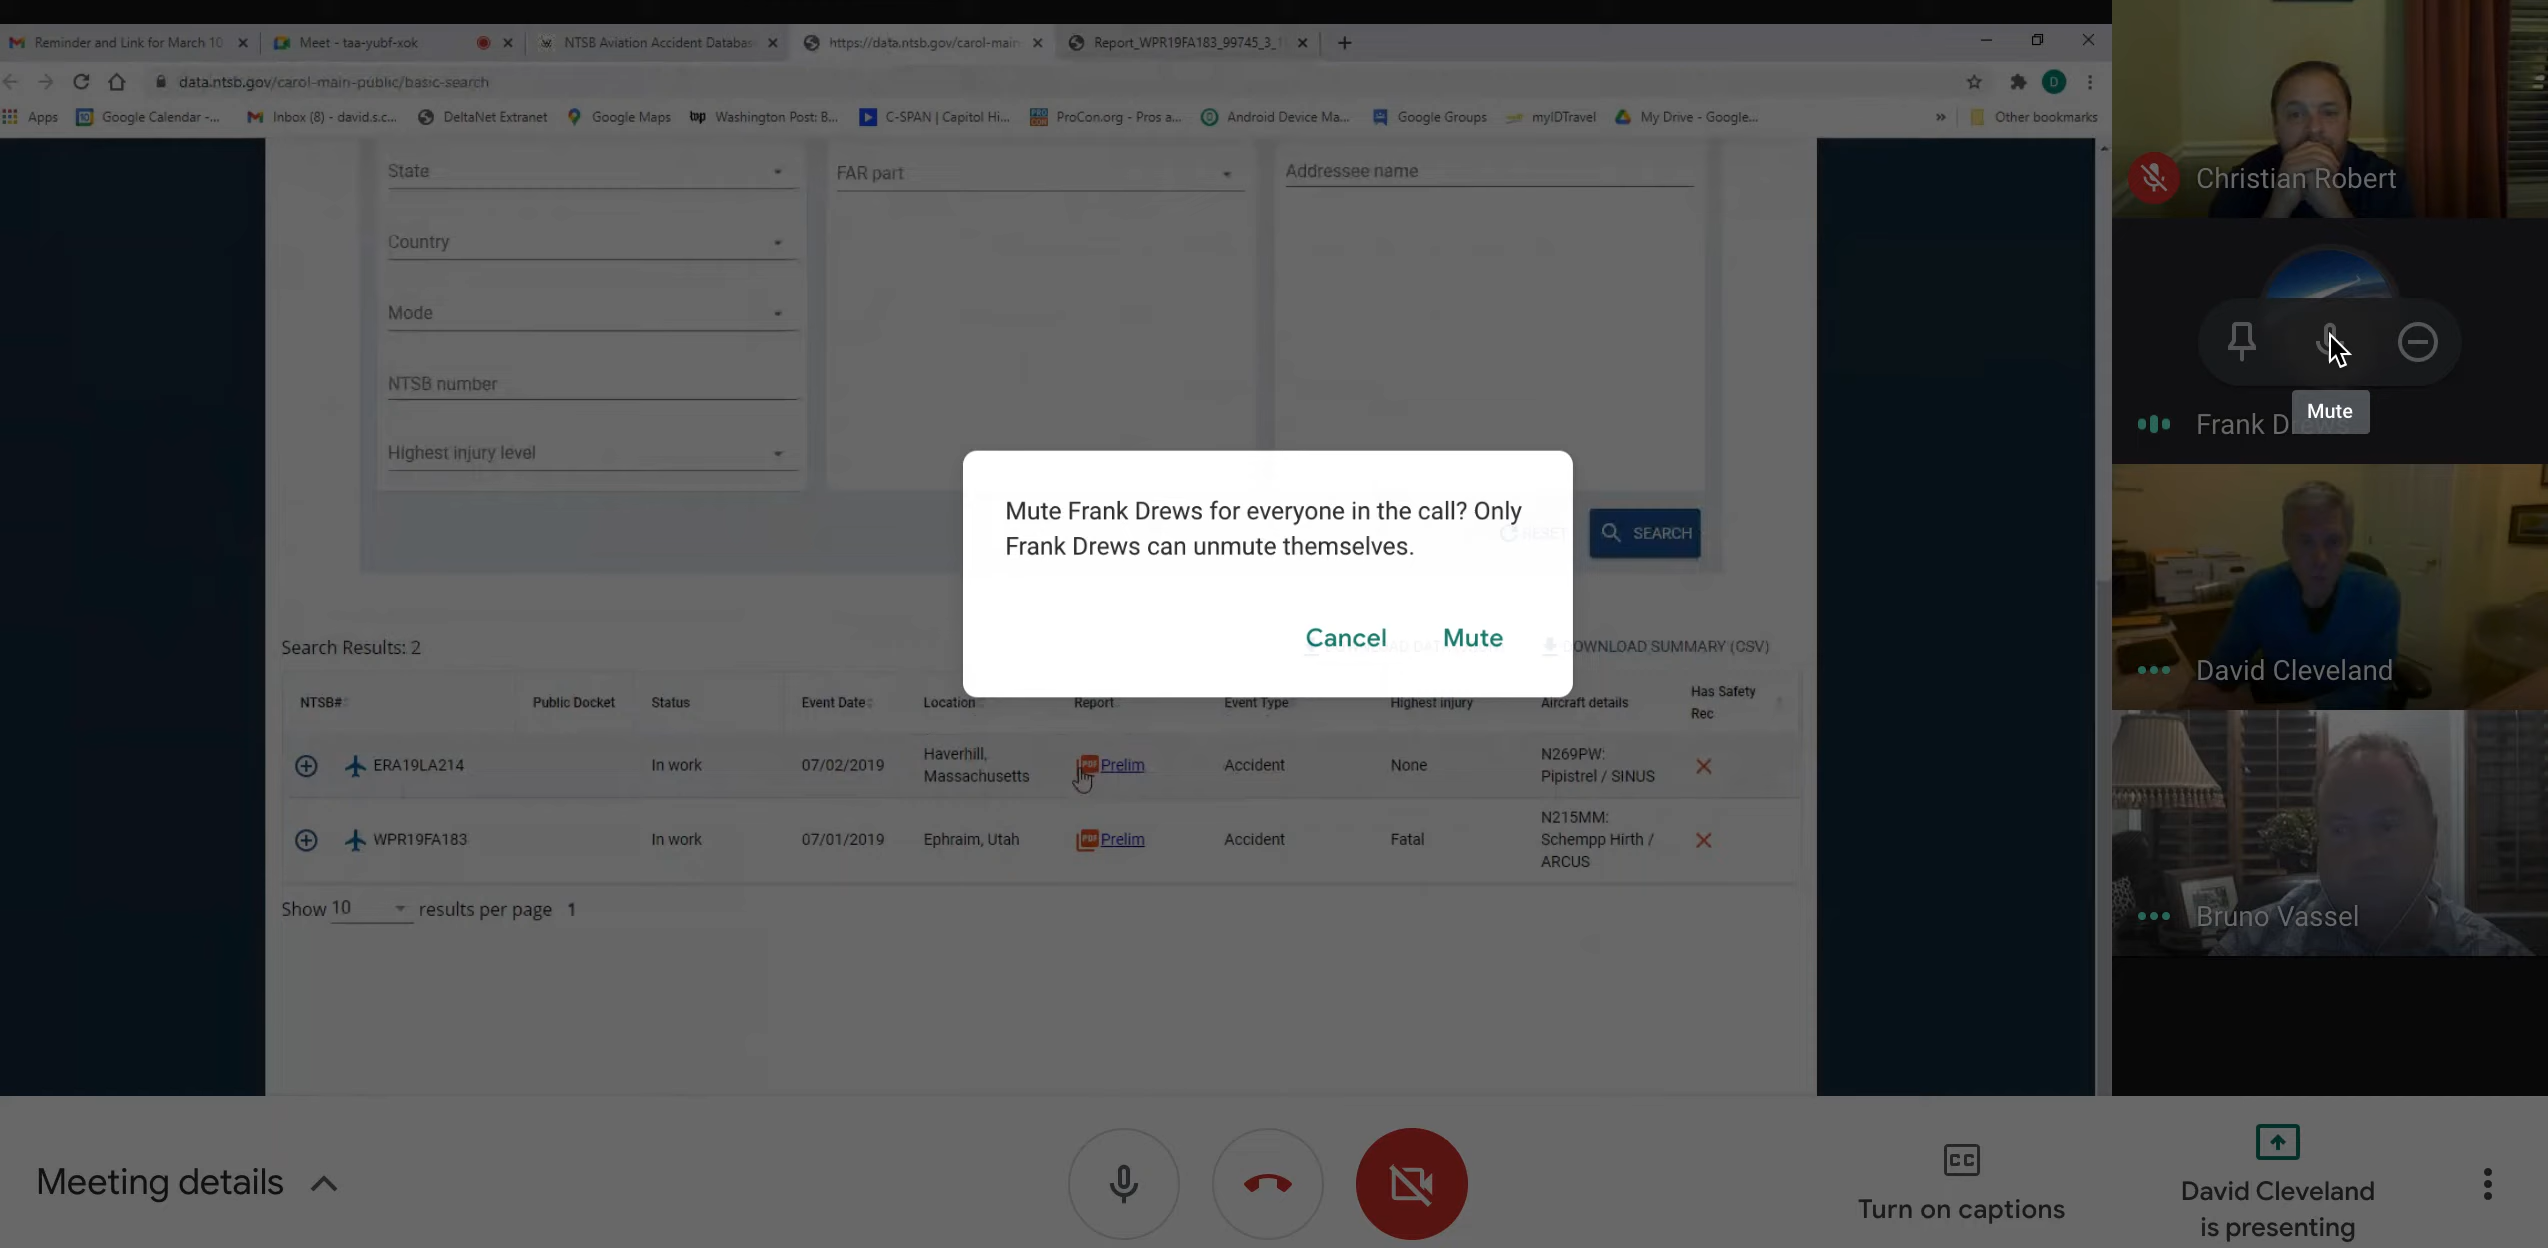 Reminder and Link for March 10
Meet - taa-yubf-xok
NTSB Aviation Accident Databas
https://data.ntsb.gov/carol-main
Report_WPR19FA183_99745_3_1
data.ntsb.gov/carol-main-public/basic-search
Apps
Google Calendar -...
Inbox (8) - david.s.c...
DeltaNet Extranet
Google Maps
wp Washington Post: B...
C-SPAN | Capitol Hi...
ProCon.org - Pros a...
Android Device Ma...
Google Groups
myIDTravel
My Drive - Google...
»
Other bookmarks
State
FAR part
Addressee name
Country
Mode
NTSB number
Highest injury level
RESET
SEARCH
Mute Frank Drews for everyone in the call? Only
Frank Drews can unmute themselves.
Cancel
Mute
Search Results: 2
DOWNLOAD SUMMARY (CSV)
NTSB# Public Docket Status Event Date Location Report Event Type Highest injury Aircraft details Has Safety
Rec
ERA19LA214 In work 07/02/2019 Haverhill,
Massachusetts
PDF Prelim Accident None N269PW:
Pipistrel / SINUS
WPR19FA183 In work 07/01/2019 Ephraim, Utah PDF Prelim Accident Fatal N215MM:
Schempp Hirth /
ARCUS
Show 10 results per page 1
Christian Robert
Mute
Frank Drews
David Cleveland
Bruno Vassel
Meeting details
CC
Turn on captions
David Cleveland
is presenting
D